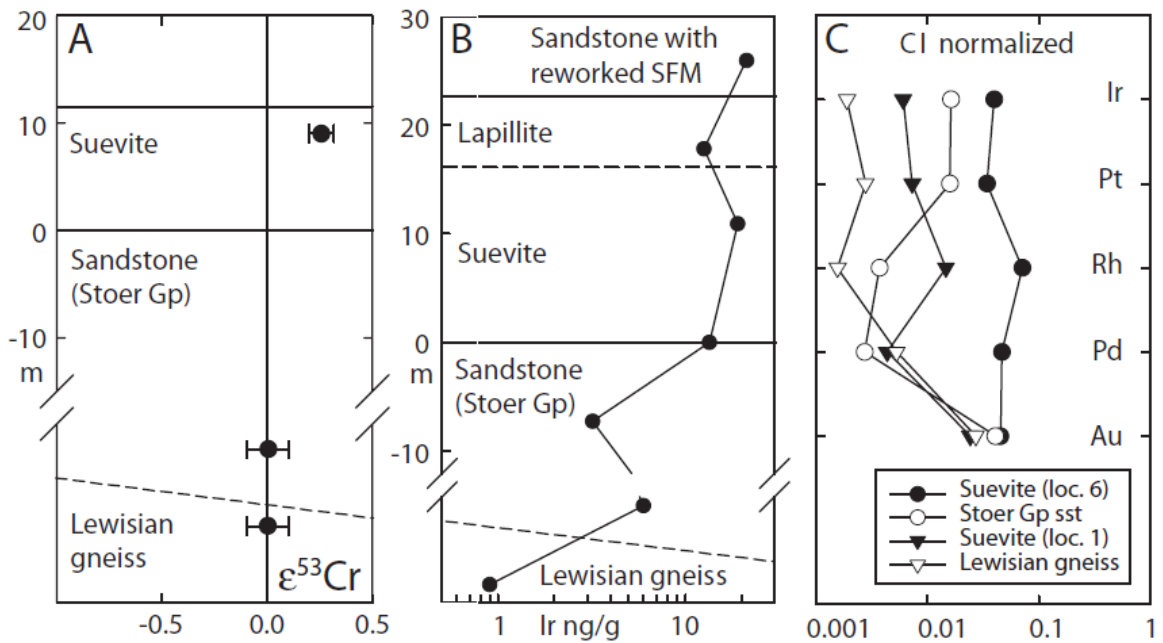 A
20
10
0
-10
m
Suevite
Sandstone
(Stoer Gp)
Lewisian
gneiss
ε⁵³Cr
-0.5
0.0
0.5
B
30
20
10
0
m
-10
Sandstone with
reworked SFM
Lapillite
Suevite
Sandstone
(Stoer Gp)
Lewisian gneiss
1
Ir ng/g
10
C
CI normalized
Ir
Pt
Rh
Pd
Au
Suevite (loc. 6)
Stoer Gp sst
Suevite (loc. 1)
Lewisian gneiss
0.001
0.01
0.1
1